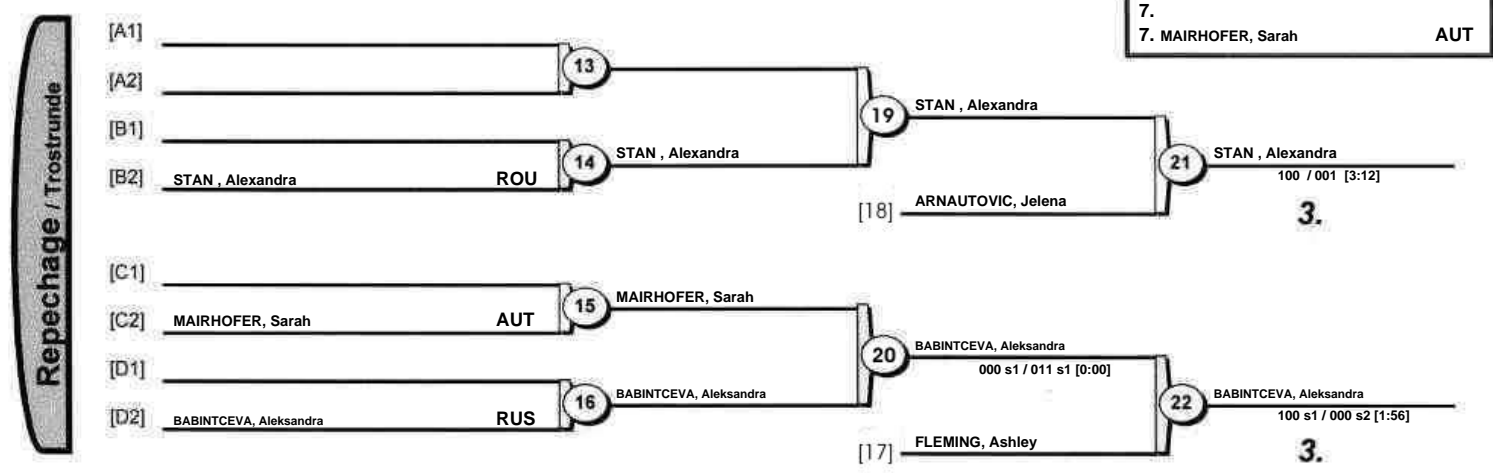 7.
7. MAIRHOFER, Sarah AUT
Repechage / Trostrunde
[A1]
13
[A2]
19 STAN , Alexandra
[B1]
14 STAN , Alexandra
21 STAN , Alexandra
100 / 001 [3:12]
[B2] STAN , Alexandra ROU
[18] ARNAUTOVIC, Jelena
3.
[C1]
15 MAIRHOFER, Sarah
[C2] MAIRHOFER, Sarah AUT
20 BABINTCEVA, Aleksandra
000 s1 / 011 s1 [0:00]
[D1]
16 BABINTCEVA, Aleksandra
22 BABINTCEVA, Aleksandra
100 s1 / 000 s2 [1:56]
[D2] BABINTCEVA, Aleksandra RUS
[17] FLEMING, Ashley
3.